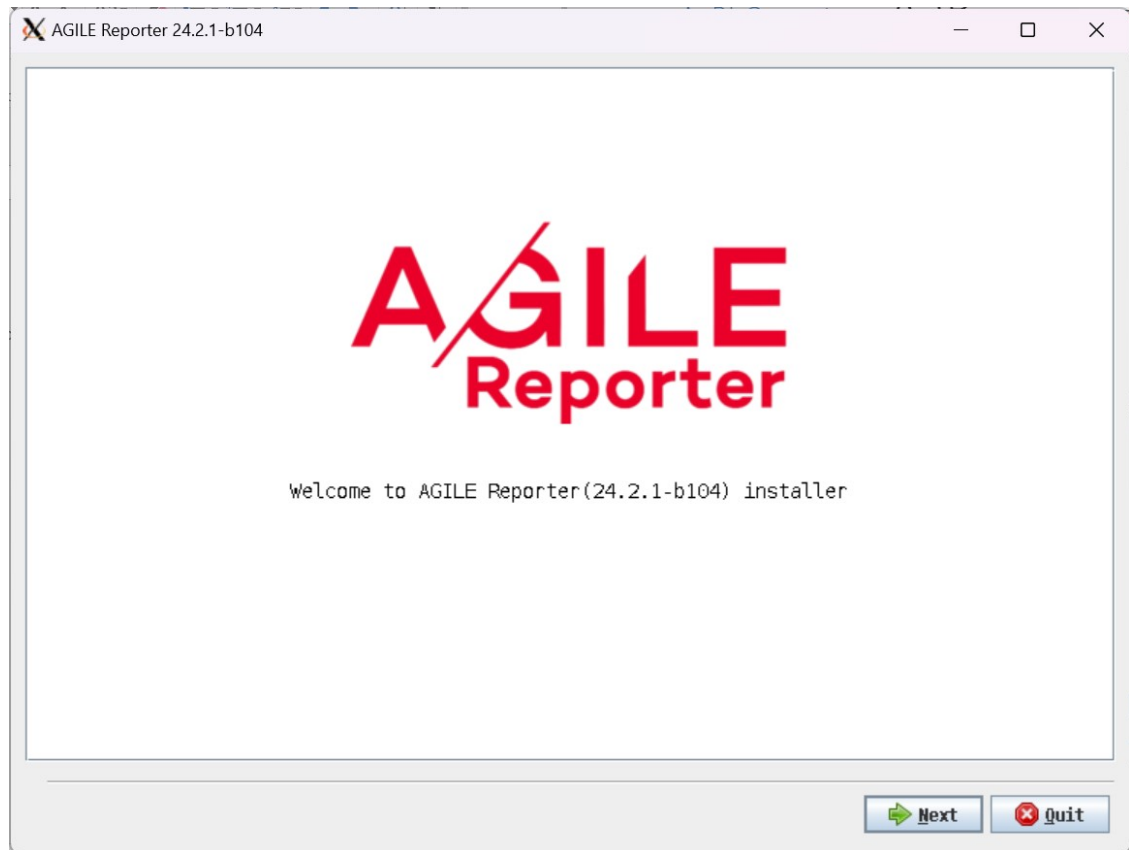 AGILE Reporter 24.2.1-b104
AGILE
Reporter
Welcome to AGILE Reporter(24.2.1-b104) installer
Next
Quit